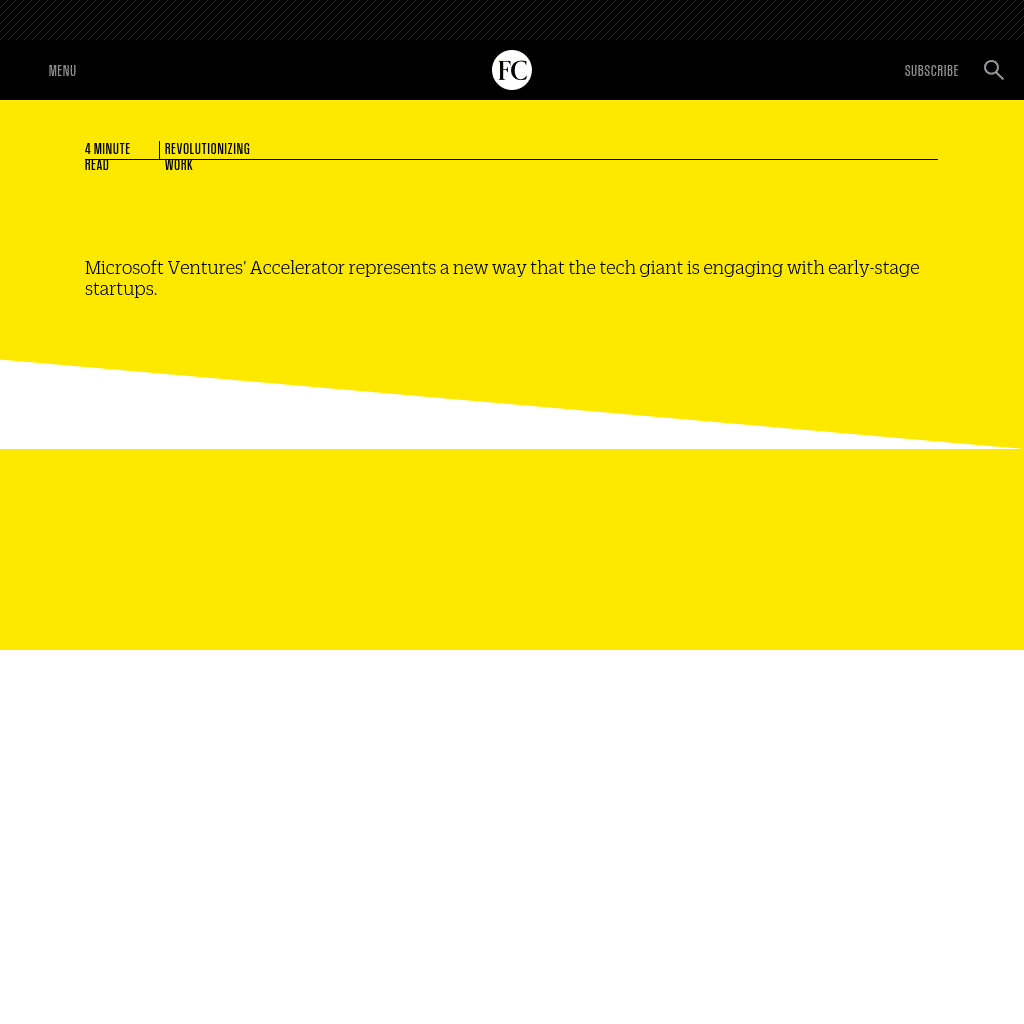 MENU
FC
SUBSCRIBE
4 MINUTE
READ
REVOLUTIONIZING
WORK
Microsoft Ventures' Accelerator represents a new way that the tech giant is engaging with early-stage
startups.